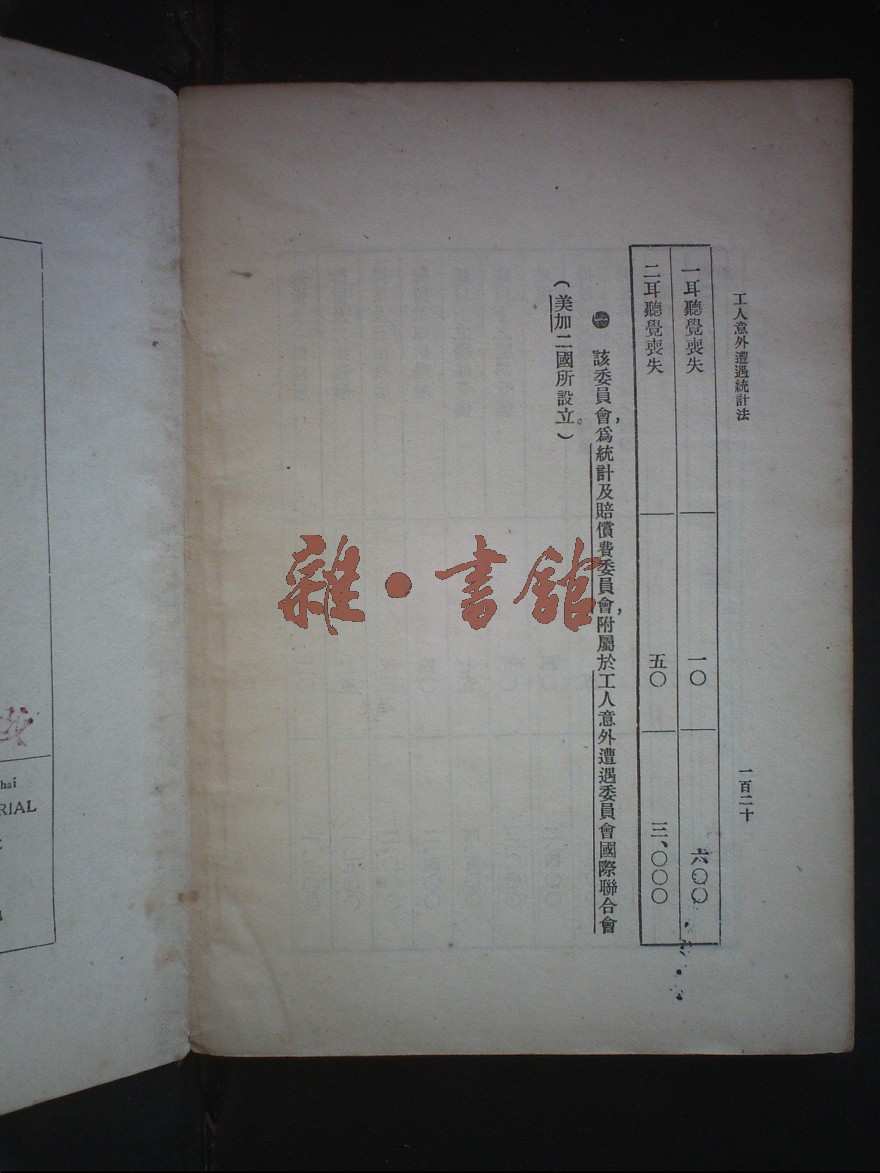 工人意外遭遇統計法
一百二十
一耳聽覺喪失 一〇 六〇〇
二耳聽覺喪失 五〇 三、〇〇〇
該委員會，爲統計及賠償費委員會，附屬於工人意外遭遇委員會國際聯合會
（美加二國所設立。）
雜·書館
hai
RIAL